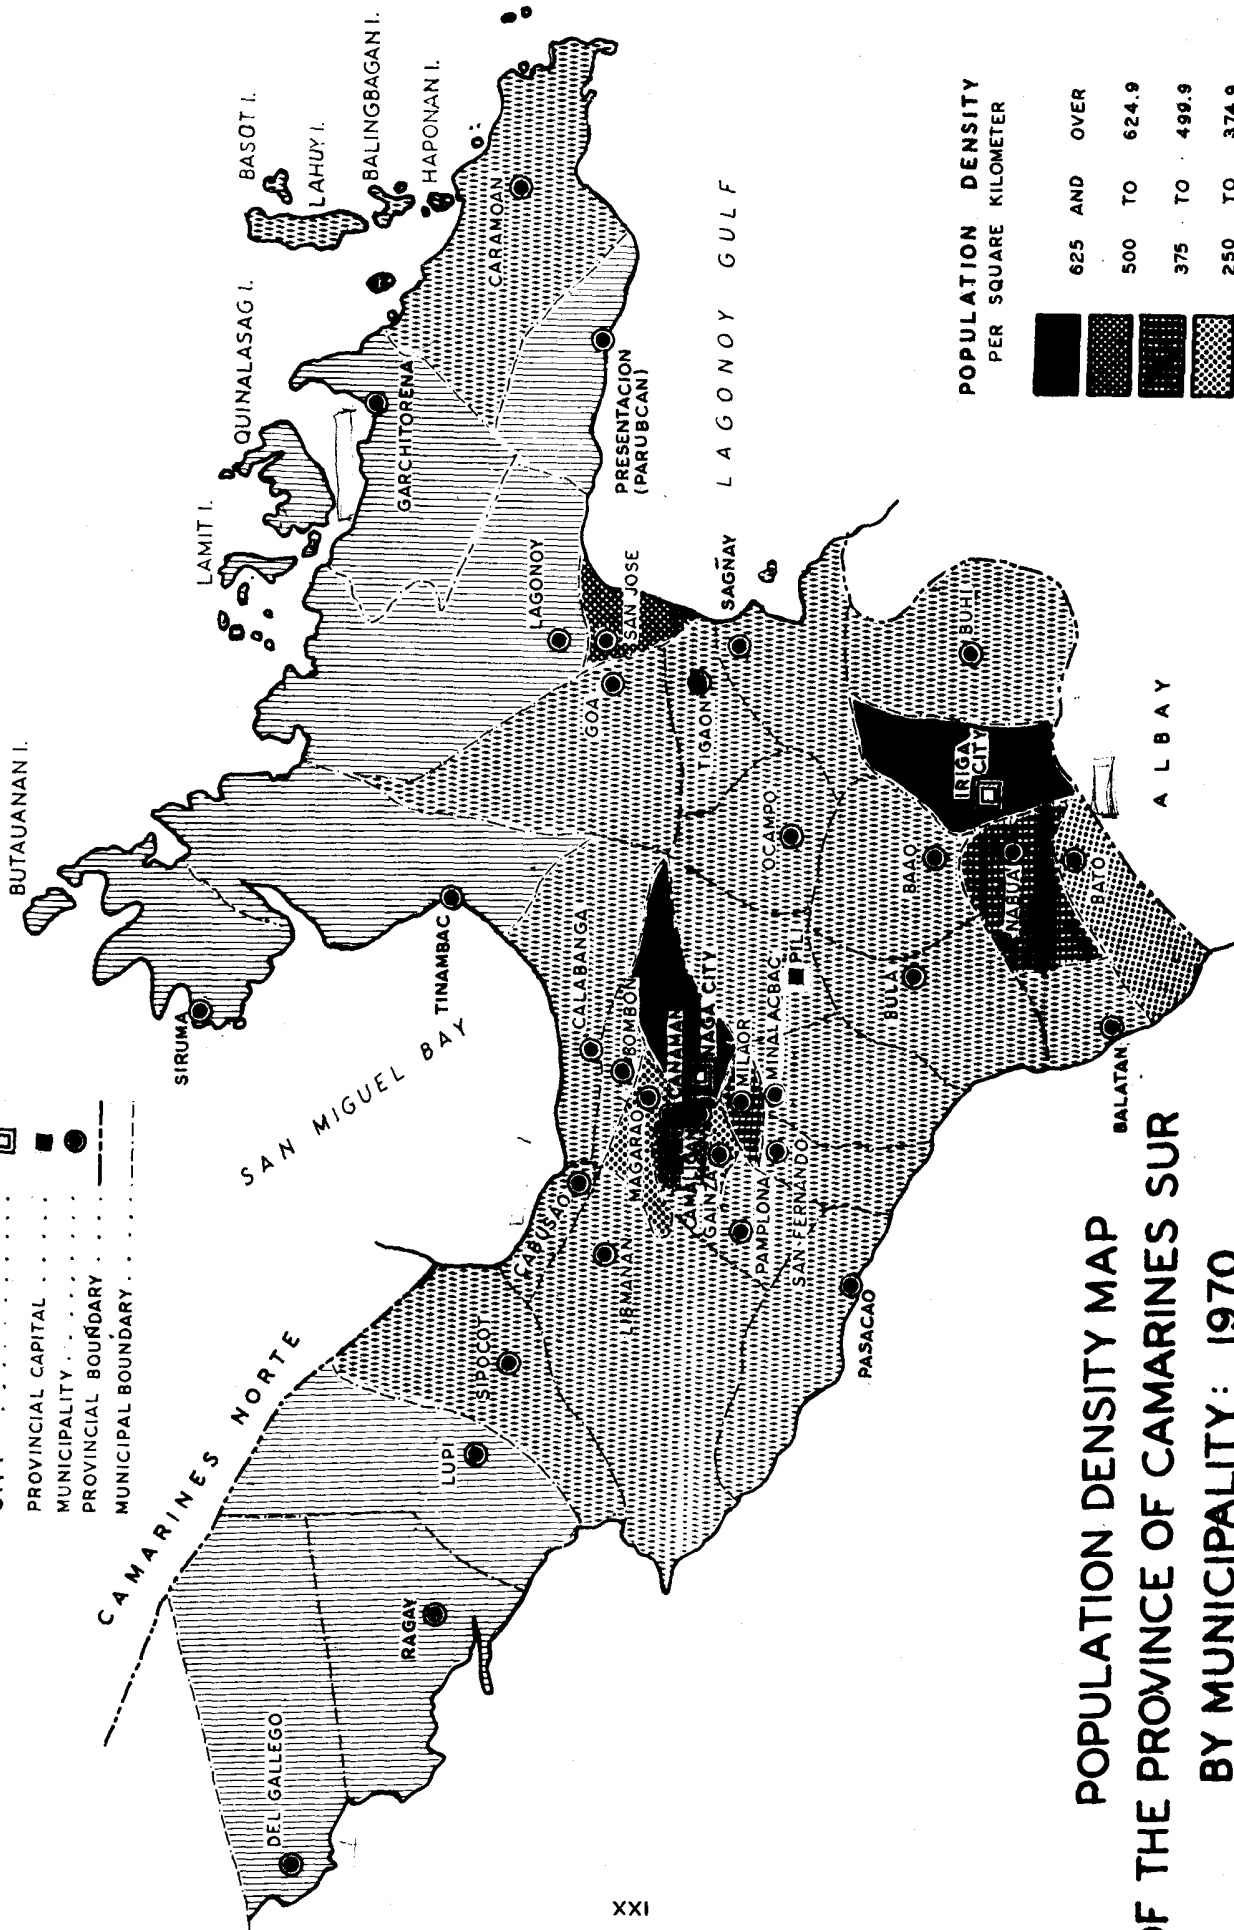 PROVINCIAL CAPITAL . . . . .
MUNICIPALITY . . . . . . .
PROVINCIAL BOUNDARY . . . .
MUNICIPAL BOUNDARY . . . . .
CAMARINES NORTE
SAN MIGUEL BAY
LAGONOY GULF
ALBAY
BUTAUANAN I.
LAMIT I.
QUINALASAG I.
BASOT I.
LAHUY I.
BALINGBAGAN I.
HAPONAN I.
SIRUMA
TINAMBAC
GARCHITORENA
CARAMOAN
PRESENTACION
(PARUBCAN)
LAGONOY
SAN JOSE
GOA
TIGAON
SAGÑAY
DEL GALLEGO
RAGAY
LUPI
SIPOCOT
CABUSAO
LIBMANAN
CALABANGA
BOMBON
MAGARAO
CANAMAN
CAMALIGAN
NAGA CITY
GAINZA
MILAOR
PAMPLONA
SAN FERNANDO
MINALACBAC
PILI
OCAMPO
PASACAO
BULA
BAAO
IRIGA
CITY
BUHI
NABUA
BATO
BALATAN
POPULATION DENSITY
PER SQUARE KILOMETER
625 AND OVER
500 TO 624.9
375 TO 499.9
250 TO 374.9
POPULATION DENSITY MAP
OF THE PROVINCE OF CAMARINES SUR
BY MUNICIPALITY: 1970
XXI